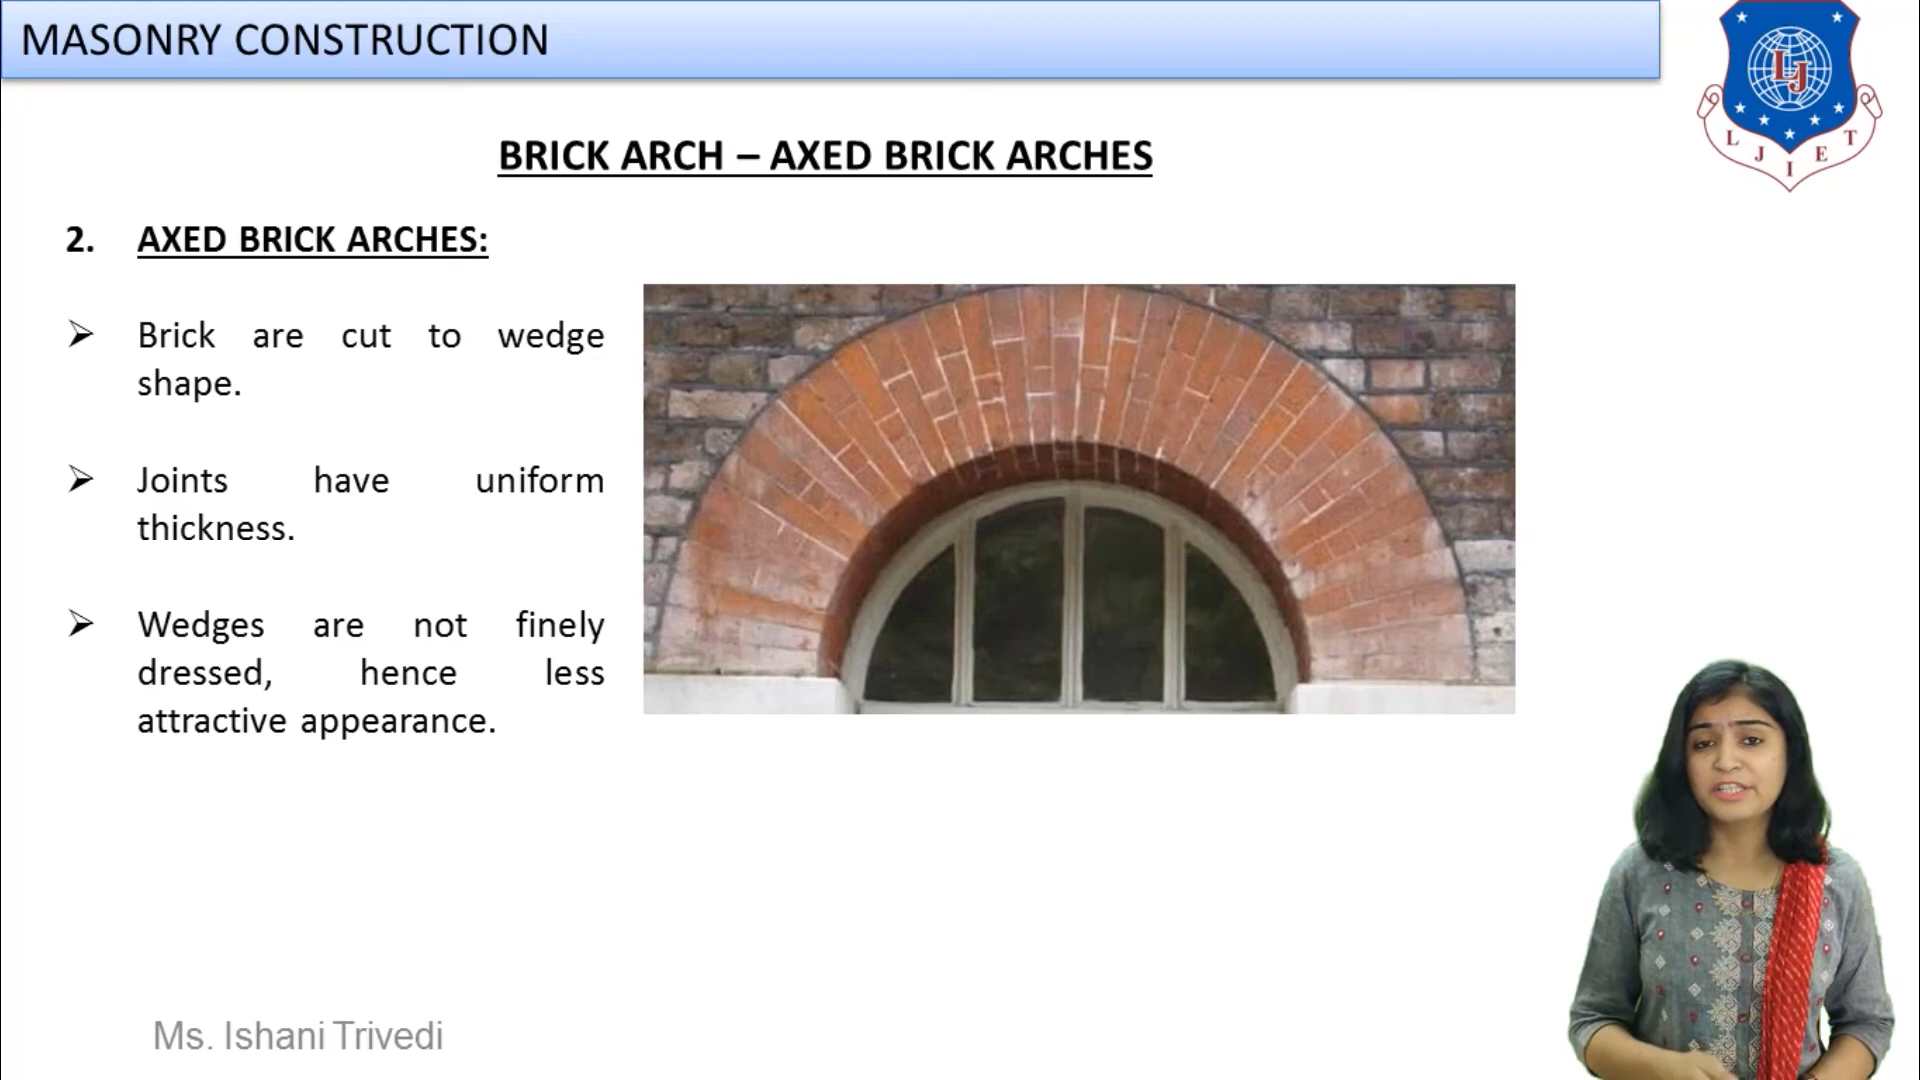 MASONRY CONSTRUCTION
LJ
L J I E T
BRICK ARCH – AXED BRICK ARCHES
2. AXED BRICK ARCHES:
➢ Brick are cut to wedge
shape.
➢ Joints have uniform
thickness.
➢ Wedges are not finely
dressed, hence less
attractive appearance.
Ms. Ishani Trivedi